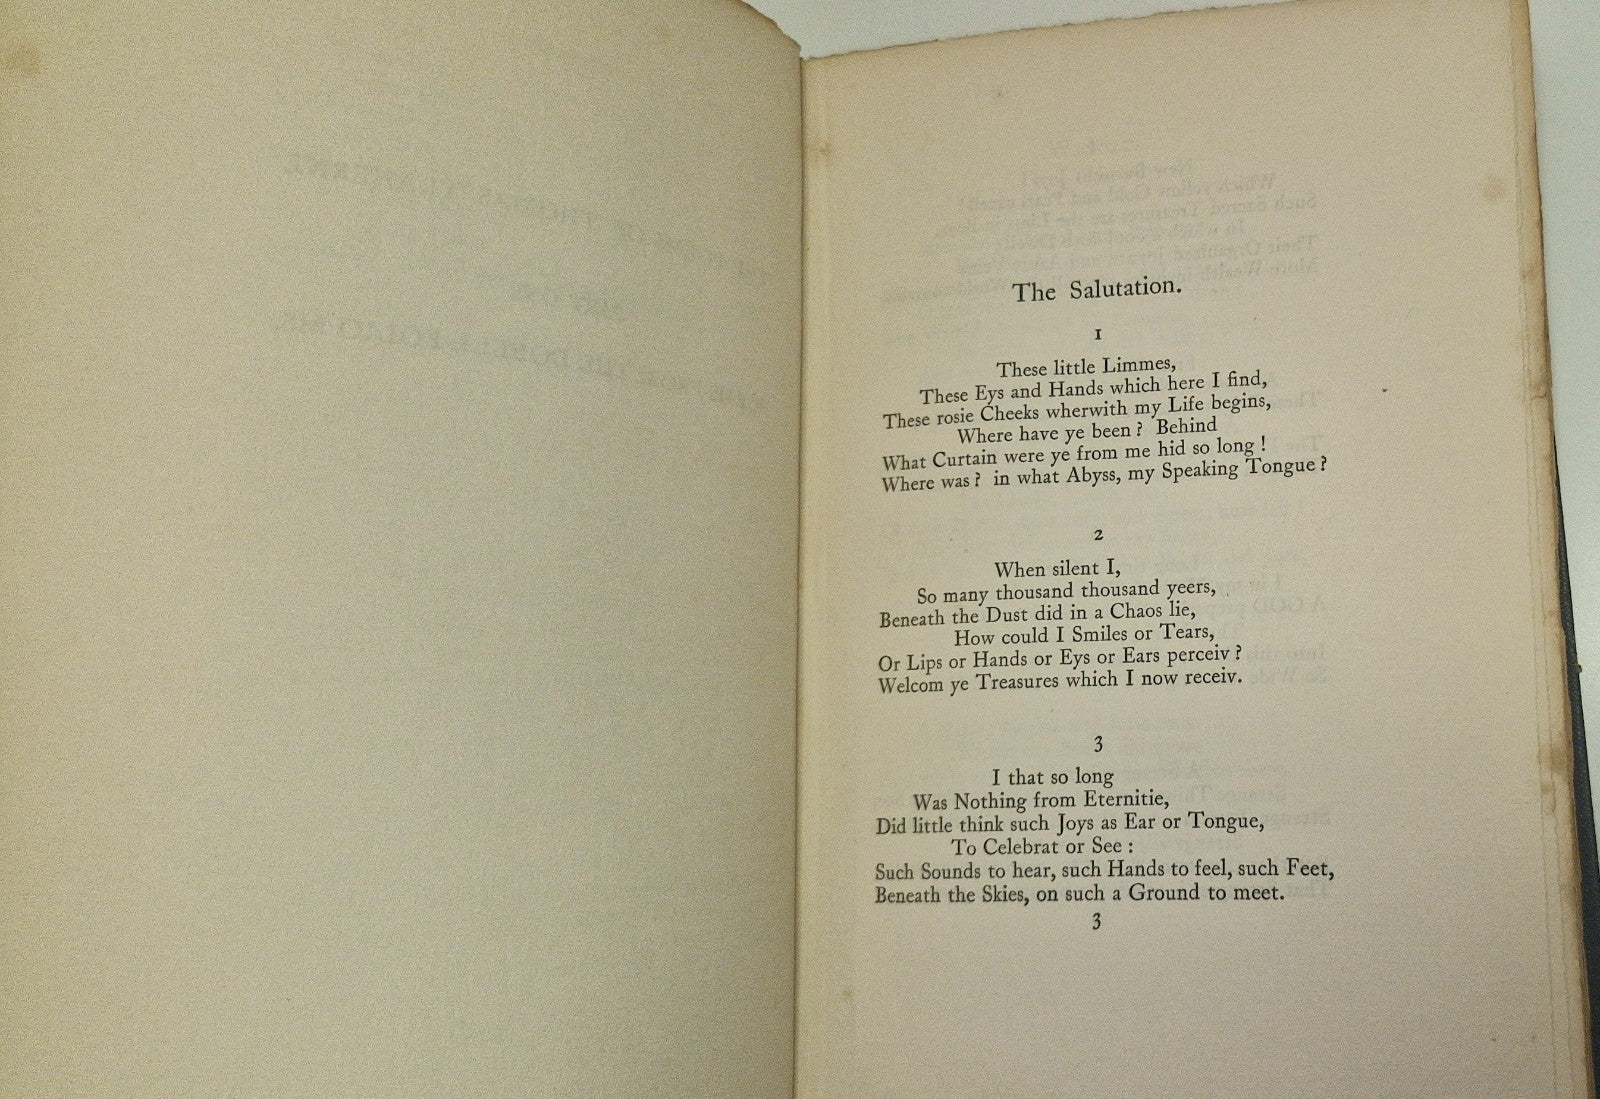 The Salutation.
1
These little Limmes,
These Eys and Hands which here I find,
These rosie Cheeks wherwith my Life begins,
Where have ye been? Behind
What Curtain were ye from me hid so long!
Where was? in what Abyss, my Speaking Tongue?
2
When silent I,
So many thousand thousand yeers,
Beneath the Dust did in a Chaos lie,
How could I Smiles or Tears,
Or Lips or Hands or Eys or Ears perceiv?
Welcom ye Treasures which I now receiv.
3
I that so long
Was Nothing from Eternitie,
Did little think such Joys as Ear or Tongue,
To Celebrat or See:
Such Sounds to hear, such Hands to feel, such Feet,
Beneath the Skies, on such a Ground to meet.
3